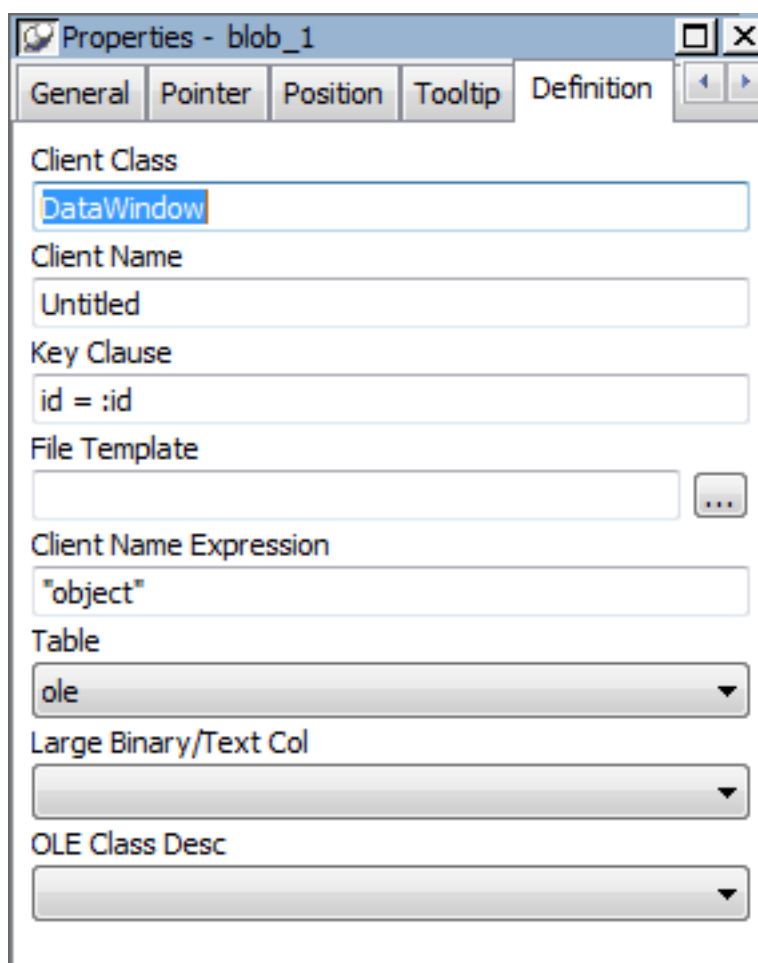 Properties - blob_1
General Pointer Position Tooltip Definition
Client Class
DataWindow
Client Name
Untitled
Key Clause
id = :id
File Template
...
Client Name Expression
"object"
Table
ole
Large Binary/Text Col
OLE Class Desc